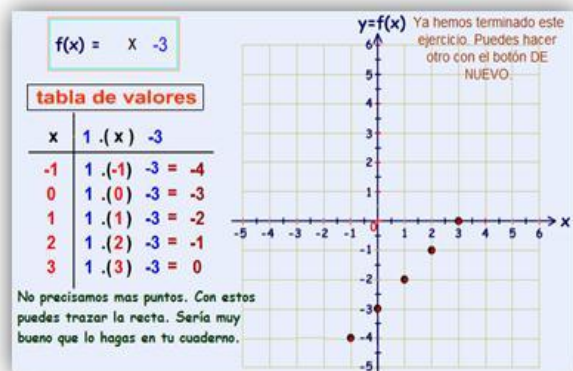 f(x) = x -3
tabla de valores
x 1 .( x ) -3
-1 1 .(-1) -3 = -4
0 1 .(0) -3 = -3
1 1 .(1) -3 = -2
2 1 .(2) -3 = -1
3 1 .(3) -3 = 0
No precisamos mas puntos. Con estos
puedes trazar la recta. Sería muy
bueno que lo hagas en tu cuaderno.
y=f(x)
Ya hemos terminado este
ejercicio. Puedes hacer
otro con el botón DE
NUEVO.
6
5
4
3
2
1
0
-5 -4 -3 -2 -1 1 2 3 4 5 6 x
-1
-2
-3
-4
-5